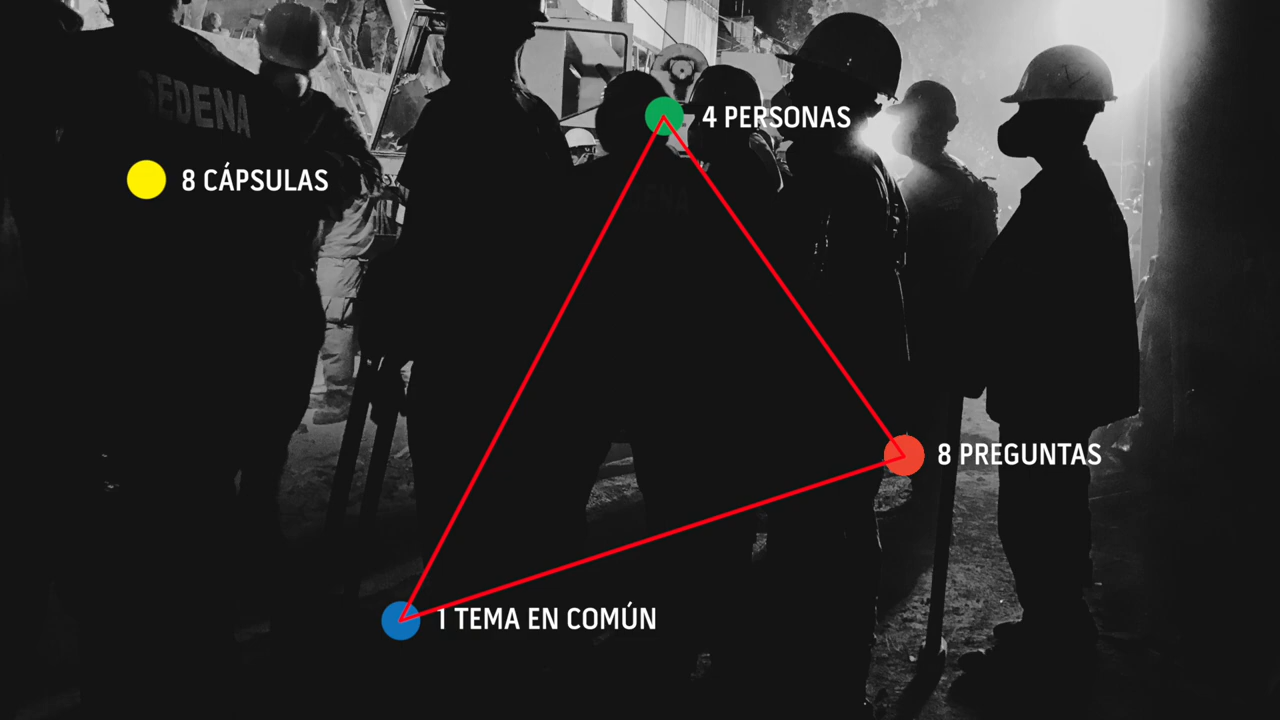 SEDENA
4 PERSONAS
8 CÁPSULAS
8 PREGUNTAS
1 TEMA EN COMÚN